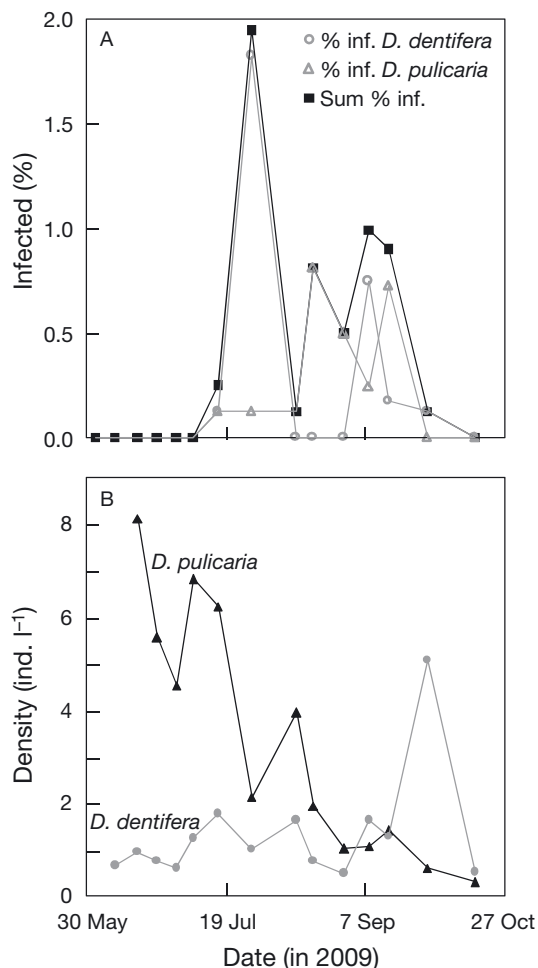 A
% inf. D. dentifera
% inf. D. pulicaria
Sum % inf.
2.0
1.5
1.0
0.5
0.0
Infected (%)
B
D. pulicaria
D. dentifera
8
6
4
2
0
Density (ind. l–1)
30 May 19 Jul 7 Sep 27 Oct
Date (in 2009)